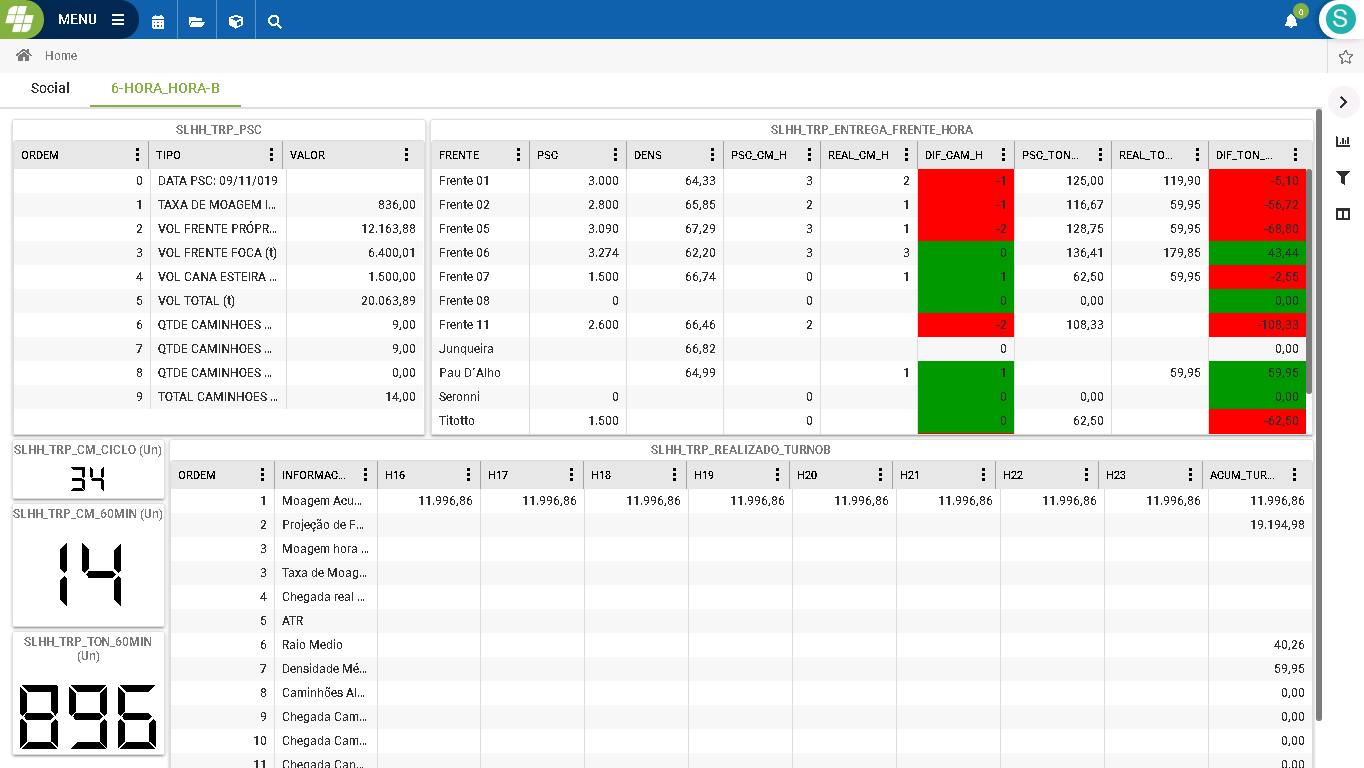 MENU
0
S
Home
Social 6-HORA_HORA-B
SLHH_TRP_PSC
ORDEM TIPO VALOR
0 DATA PSC: 09/11/019
1 TAXA DE MOAGEM I... 836,00
2 VOL FRENTE PRÓPR... 12.163,88
3 VOL FRENTE FOCA (t) 6.400,01
4 VOL CANA ESTEIRA ... 1.500,00
5 VOL TOTAL (t) 20.063,89
6 QTDE CAMINHOES ... 9,00
7 QTDE CAMINHOES ... 9,00
8 QTDE CAMINHOES ... 0,00
9 TOTAL CAMINHOES ... 14,00
SLHH_TRP_ENTREGA_FRENTE_HORA
FRENTE PSC DENS PSC_CM_H REAL_CM_H DIF_CAM_H PSC_TON... REAL_TO... DIF_TON_...
Frente 01 3.000 64,33 3 2 -1 125,00 119,90 -5,10
Frente 02 2.800 65,85 2 1 -1 116,67 59,95 -56,72
Frente 05 3.090 67,29 3 1 -2 128,75 59,95 -68,80
Frente 06 3.274 62,20 3 3 0 136,41 179,85 43,44
Frente 07 1.500 66,74 0 1 1 62,50 59,95 -2,55
Frente 08 0 0 0 0,00 0,00
Frente 11 2.600 66,46 2 -2 108,33 -108,33
Junqueira 66,82 0 0,00
Pau D´Alho 64,99 1 1 59,95 59,95
Seronni 0 0 0 0,00 0,00
Titotto 1.500 0 0 62,50 -62,50
SLHH_TRP_CM_CICLO (Un)
34
SLHH_TRP_CM_60MIN (Un)
14
SLHH_TRP_TON_60MIN
(Un)
896
SLHH_TRP_REALIZADO_TURNOB
ORDEM INFORMAC... H16 H17 H18 H19 H20 H21 H22 H23 ACUM_TUR...
1 Moagem Acu... 11.996,86 11.996,86 11.996,86 11.996,86 11.996,86 11.996,86 11.996,86 11.996,86 11.996,86
2 Projeção de F... 19.194,98
3 Moagem hora ...
3 Taxa de Moag...
4 Chegada real ...
5 ATR
6 Raio Medio 40,26
7 Densidade Mé... 59,95
8 Caminhões Al... 0,00
9 Chegada Cam... 0,00
10 Chegada Cam... 0,00
11 Chegada Can... 0,00